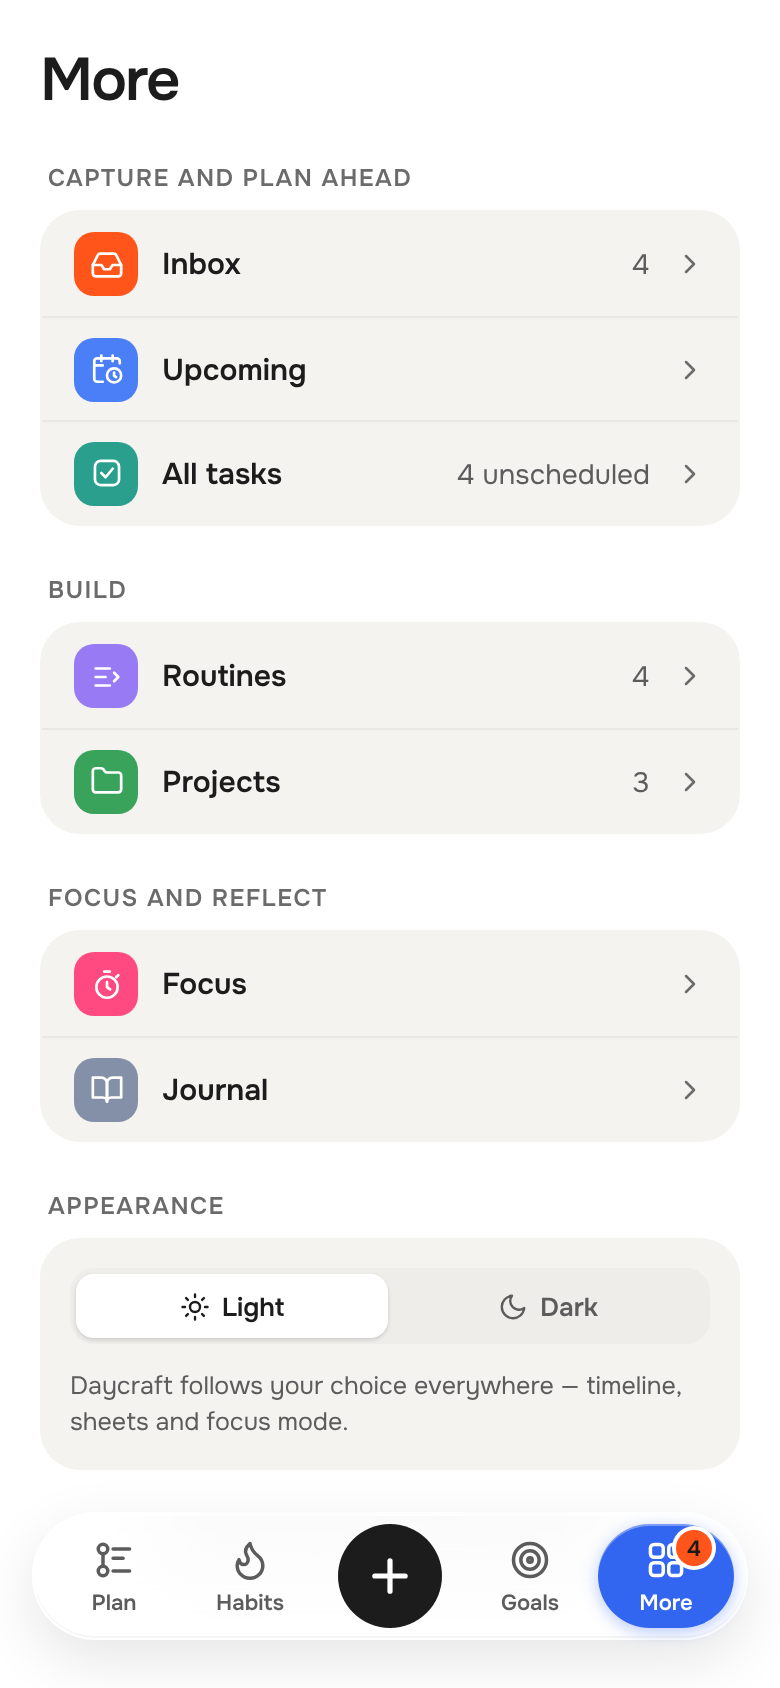 More
CAPTURE AND PLAN AHEAD
Inbox 4
Upcoming
All tasks 4 unscheduled
BUILD
Routines 4
Projects 3
FOCUS AND REFLECT
Focus
Journal
APPEARANCE
Light Dark
Daycraft follows your choice everywhere — timeline,
sheets and focus mode.
4
Plan Habits Goals More